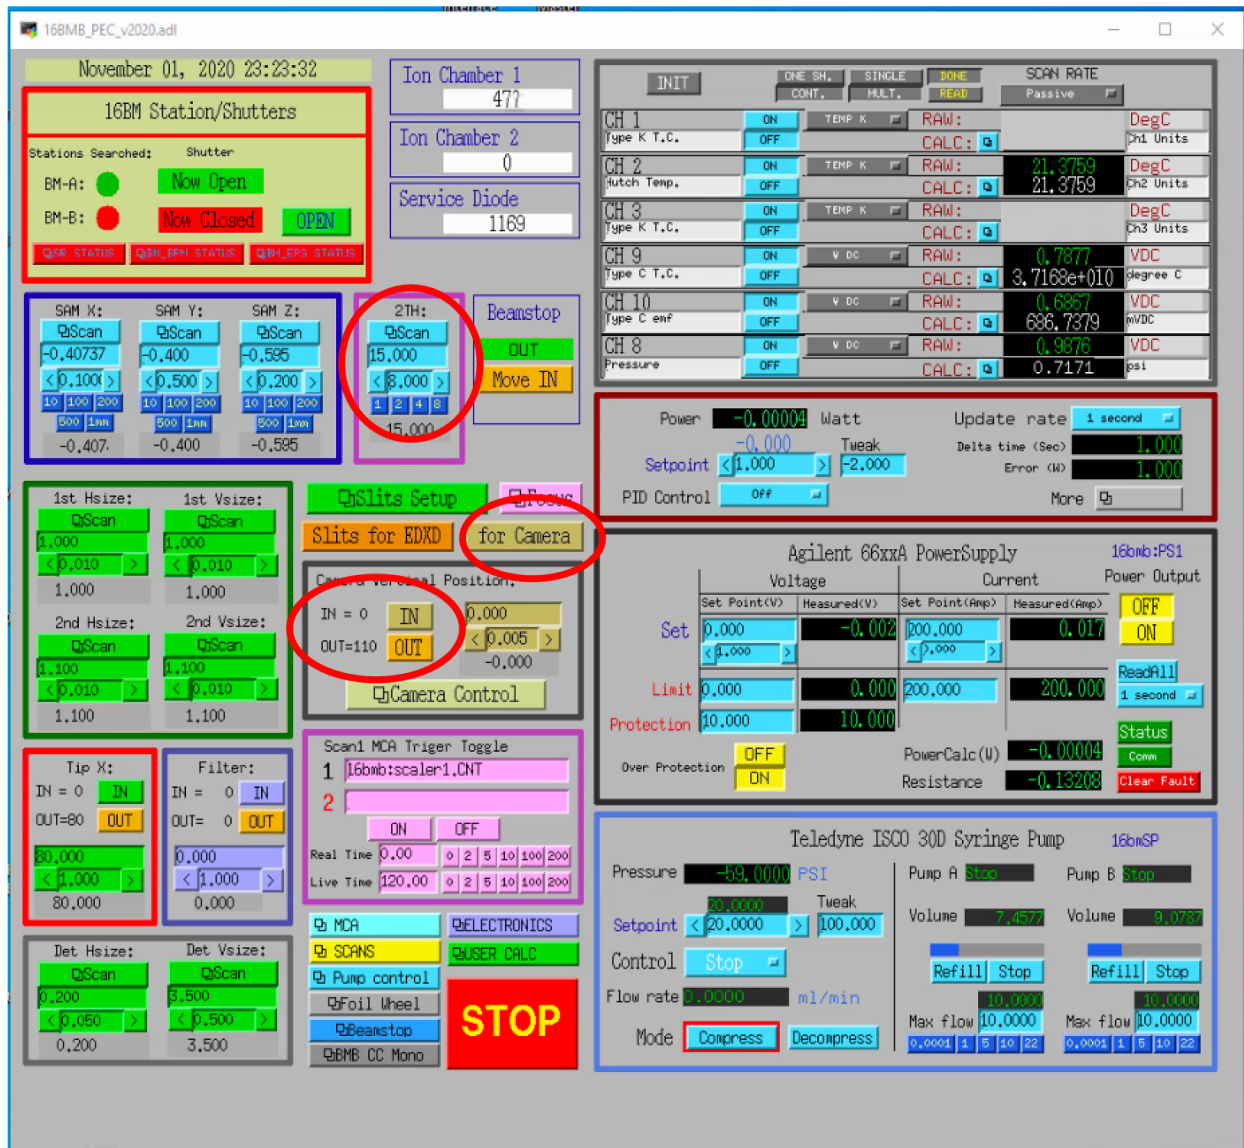 Interface Master
16BMB_PEC_v2020.adl
November 01, 2020 23:23:32
16BM Station/Shutters
Stations Searched: Shutter
BM-A: Now Open
BM-B: Now Closed OPEN
SR STATUS BM_BPM STATUS BM_EPS STATUS
Ion Chamber 1
477
Ion Chamber 2
0
Service Diode
1169
INIT ONE SH. SINGLE DONE SCAN RATE
CONT. MULT. READ Passive
CH 1 ON TEMP K RAW: DegC
Type K T.C. OFF CALC: Ch1 Units
CH 2 ON TEMP K RAW: 21.3759 DegC
Hutch Temp. OFF CALC: 21.3759 Ch2 Units
CH 3 ON TEMP K RAW: DegC
Type K T.C. OFF CALC: Ch3 Units
CH 9 ON V DC RAW: 0.7877 VDC
Type C T.C. OFF CALC: 3.7168e+010 degree C
CH 10 ON V DC RAW: 0.6867 VDC
Type C emf OFF CALC: 686.7379 mVDC
CH 8 ON V DC RAW: 0.9876 VDC
Pressure OFF CALC: 0.7171 psi
SAM X: SAM Y: SAM Z:
Scan Scan Scan
-0.40737 -0.400 -0.595
< 0.100 > < 0.500 > < 0.200 >
10 100 200 10 100 200 10 100 200
500 1mm 500 1mm 500 1mm
-0.407 -0.400 -0.595
2TH:
Scan
15.000
< 8.000 >
1 2 4 8
15.000
Beamstop
OUT
Move IN
Power -0.00004 Watt Update rate 1 second
-0.000 Tweak Delta time (Sec) 1.000
Setpoint < 1.000 > -2.000 Error (W) 1.000
PID Control Off More
1st Hsize: 1st Vsize:
Scan Scan
1.000 1.000
< 0.010 > < 0.010 >
1.000 1.000
2nd Hsize: 2nd Vsize:
Scan Scan
1.100 1.100
< 0.010 > < 0.010 >
1.100 1.100
Slits Setup Focus
Slits for EDXD for Camera
Camera Vertical Position:
IN = 0 IN 0.000
OUT=110 OUT < 0.005 >
-0.000
Camera Control
Agilent 66xxA PowerSupply 16bmb:PS1
Voltage Current Power Output
Set Point(V) Measured(V) Set Point(Amp) Measured(Amp) OFF
Set 0.000 -0.002 200.000 0.017 ON
< 1.000 > < >
ReadAll
Limit 0.000 0.000 200.000 200.000 1 second
Protection 10.000 10.000
Status
Over Protection OFF PowerCalc(W) -0.00004 Comm
ON Resistance -0.13208 Clear Fault
Tip X:
IN = 0 IN
OUT=80 OUT
80.000
< 1.000 >
80.000
Filter:
IN = 0 IN
OUT= 0 OUT
0.000
< 1.000 >
0.000
Scan1 MCA Triger Toggle
1 16bmb:scaler1.CNT
2
ON OFF
Real Time 0.00 0 2 5 10 100 200
Live Time 120.00 0 2 5 10 100 200
Teledyne ISCO 30D Syringe Pump 16bmSP
Pressure -59.0000 PSI
20.0000 Tweak
Setpoint < 20.0000 > 100.000
Control Stop
Flow rate 0.0000 ml/min
Mode Compress Decompress
Pump A Stop Pump B Stop
Volume 7.4577 Volume 9.0787
Refill Stop Refill Stop
10.0000 10.0000
Max flow 10.0000 Max flow 10.0000
0.0001 1 5 10 22 0.0001 1 5 10 22
Det Hsize: Det Vsize:
Scan Scan
0.200 3.500
< 0.050 > < 0.500 >
0.200 3.500
MCA ELECTRONICS
SCANS USER CALC
Pump control
Foil Wheel
Beamstop
BMB CC Mono
STOP